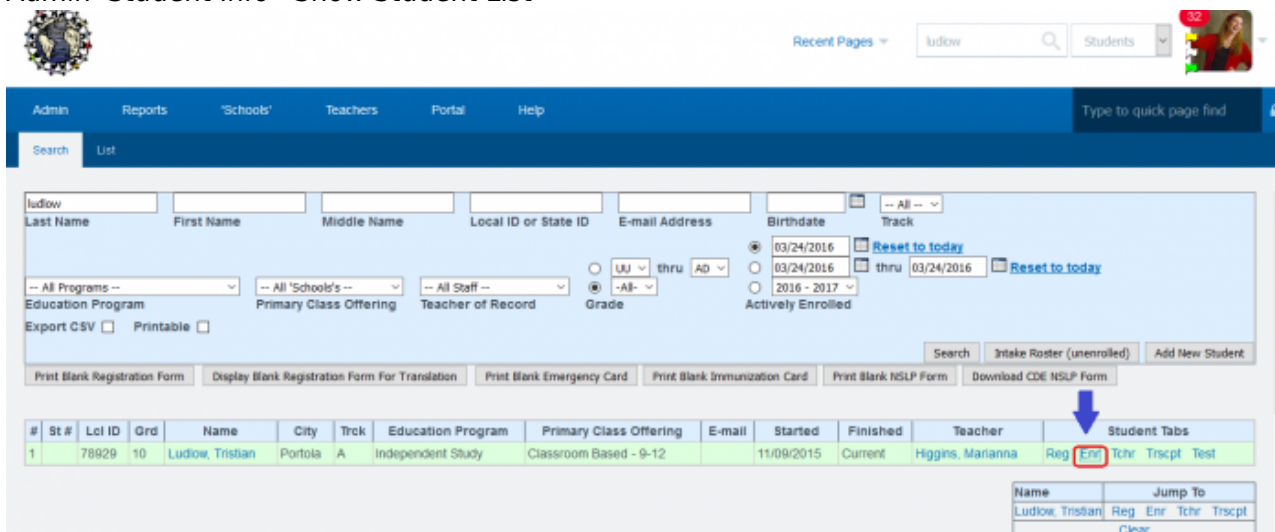 Admin 'Student Info' 'Show Student List'
32
Recent Pages
ludlow
Students
Admin Reports 'Schools' Teachers Portal Help
Type to quick page find
Search List
ludlow -- All --
Last Name First Name Middle Name Local ID or State ID E-mail Address Birthdate Track
03/24/2016 Reset to today
UU thru AD 03/24/2016 thru 03/24/2016 Reset to today
-- All Programs -- -- All 'Schools's -- -- All Staff -- -All- 2016 - 2017
Education Program Primary Class Offering Teacher of Record Grade Actively Enrolled
Export CSV Printable
Search Intake Roster (unenrolled) Add New Student
Print Blank Registration Form Display Blank Registration Form For Translation Print Blank Emergency Card Print Blank Immunization Card Print Blank NSLP Form Download CDE NSLP Form
# St # Lcl ID Grd Name City Trck Education Program Primary Class Offering E-mail Started Finished Teacher Student Tabs
1 78929 10 Ludlow, Tristian Portola A Independent Study Classroom Based - 9-12 11/09/2015 Current Higgins, Marianna Reg Enr Tchr Trscpt Test
Name Jump To
Ludlow, Tristian Reg Enr Tchr Trscpt
Clear